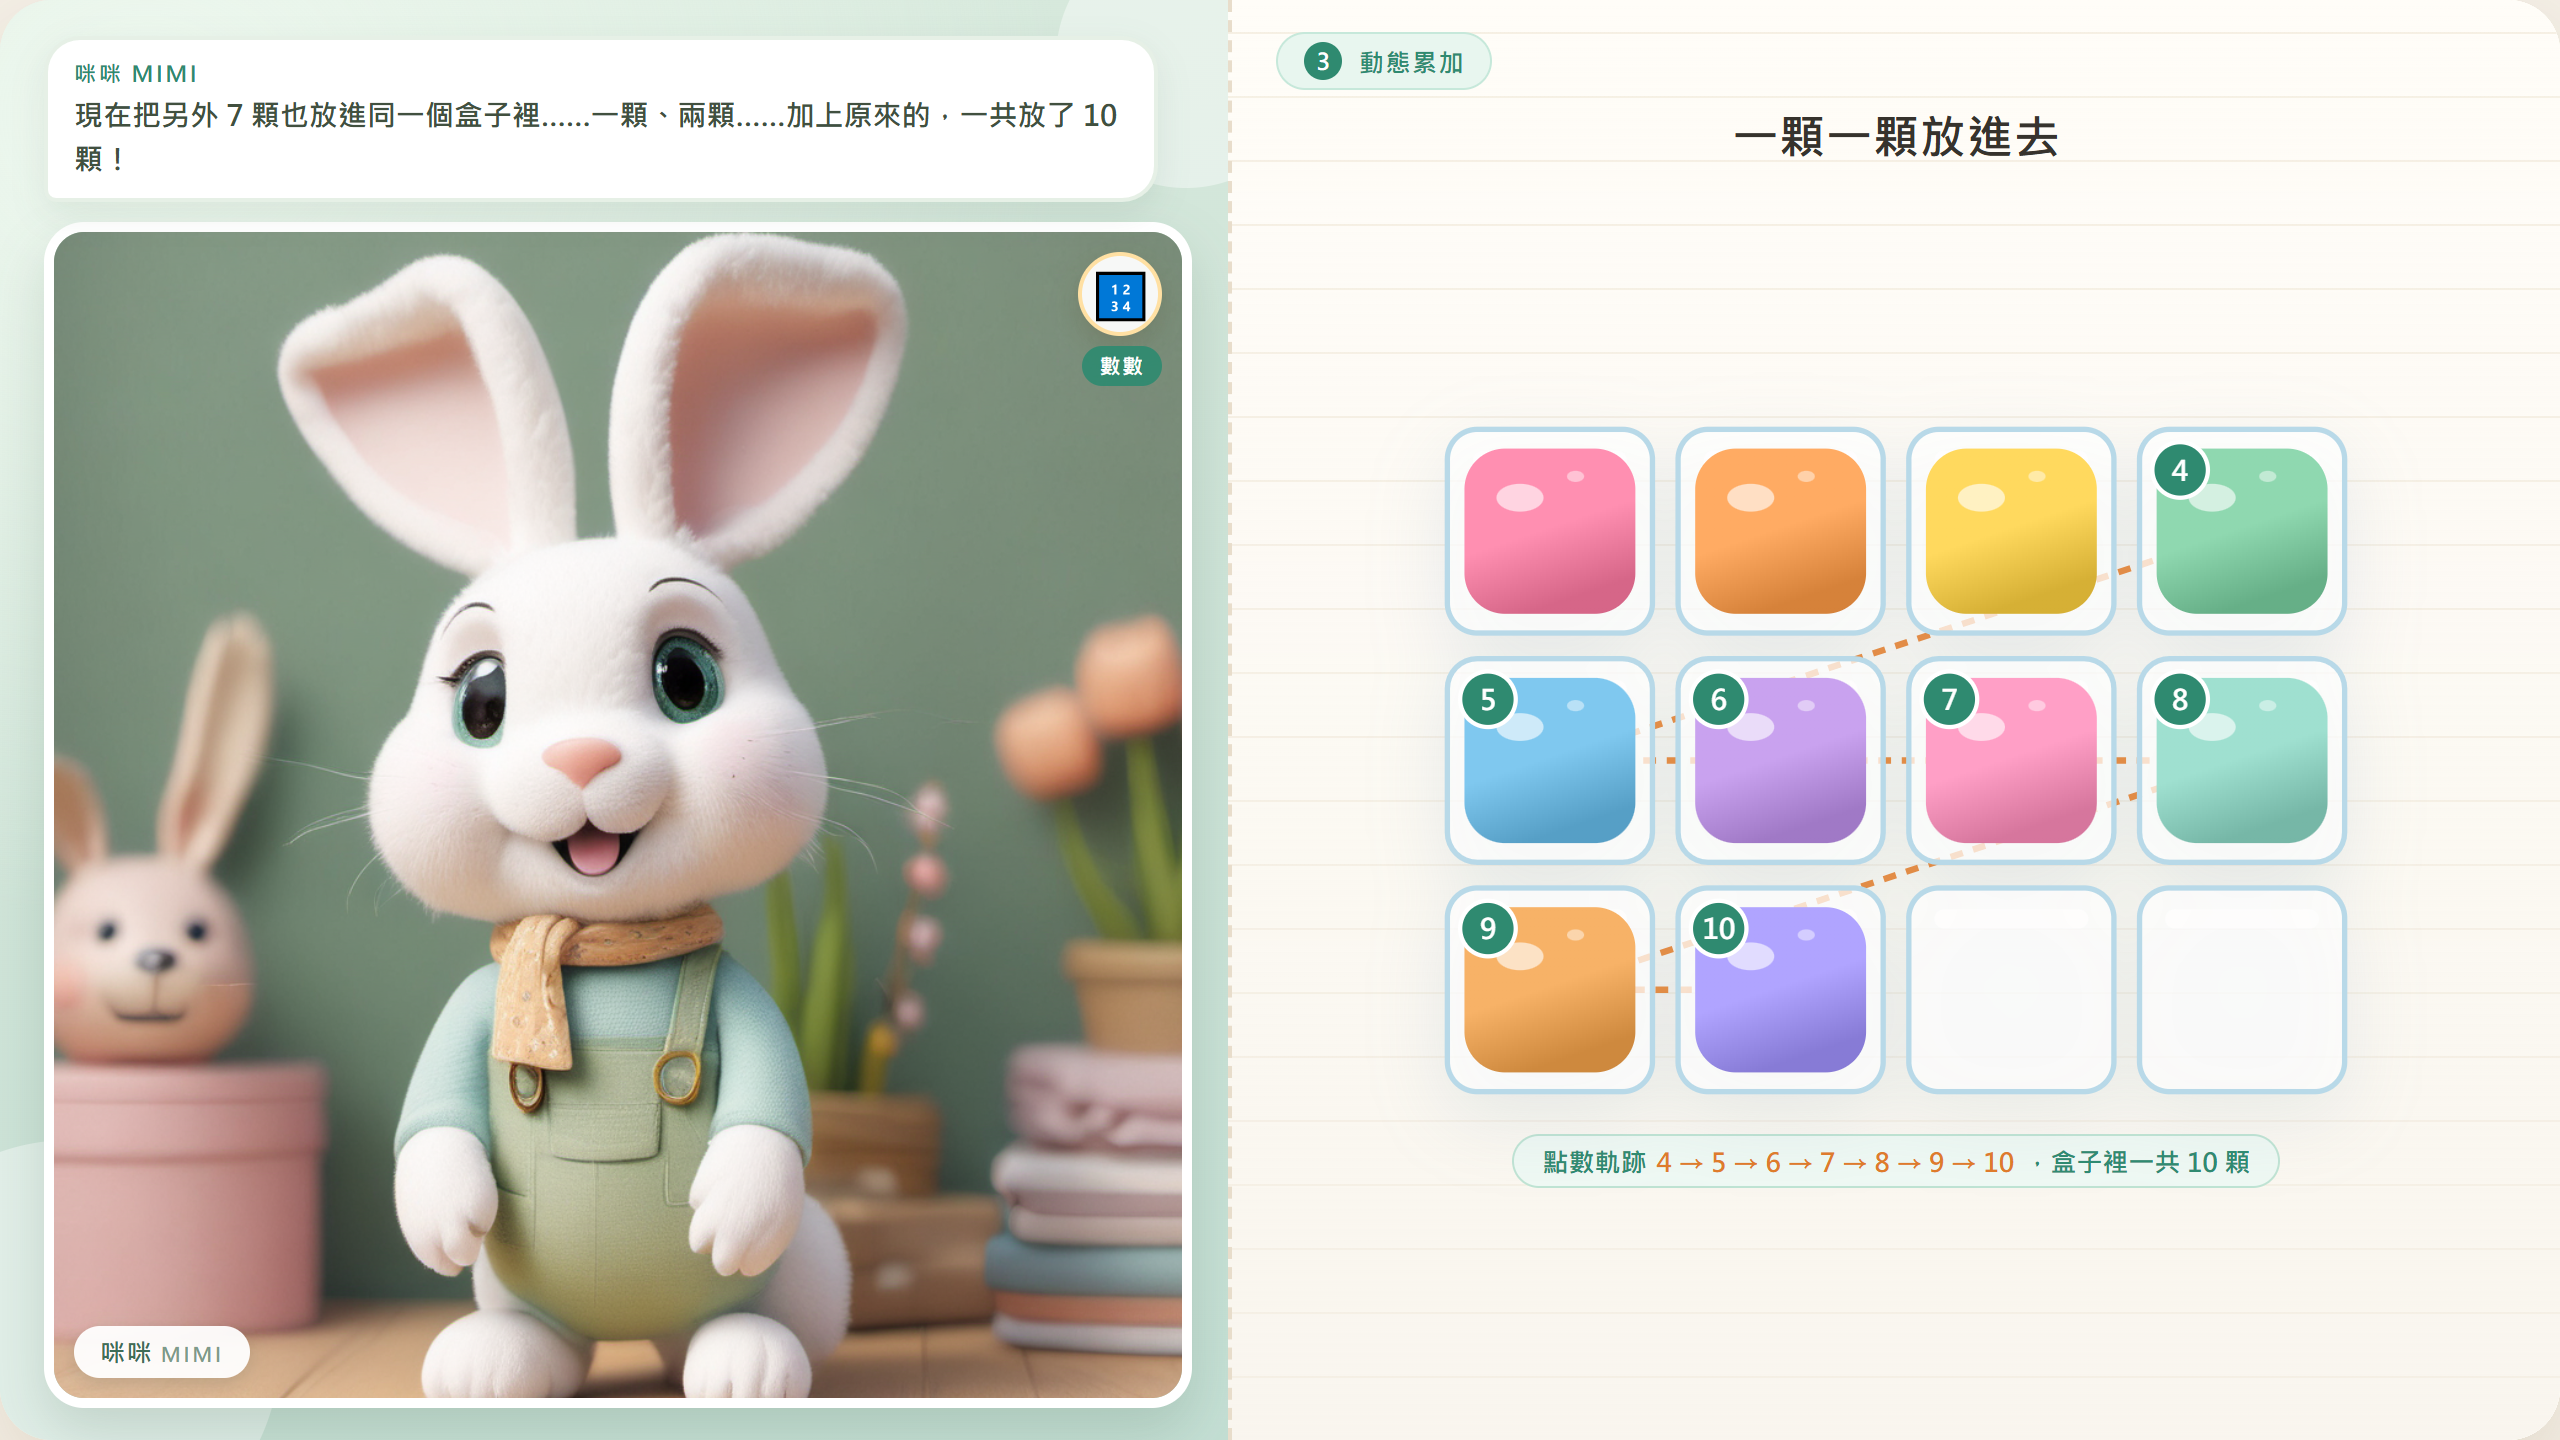 咪咪 MIMI
現在把另外 7 顆也放進同一個盒子裡……一顆、兩顆……加上原來的，一共放了 10
顆！
1 2
3 4
數數
咪咪 MIMI
3 動態累加
一顆一顆放進去
4
5 6 7 8
9 10
點數軌跡 4 → 5 → 6 → 7 → 8 → 9 → 10 ，盒子裡一共 10 顆